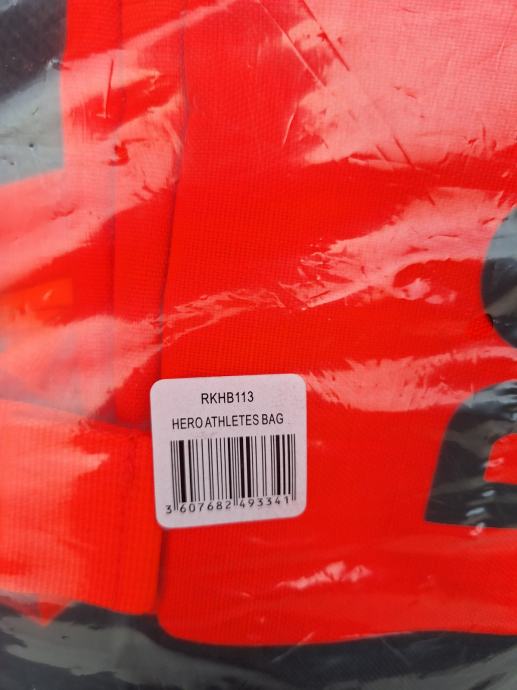 RKHB113
HERO ATHLETES BAG
3 607682 493341